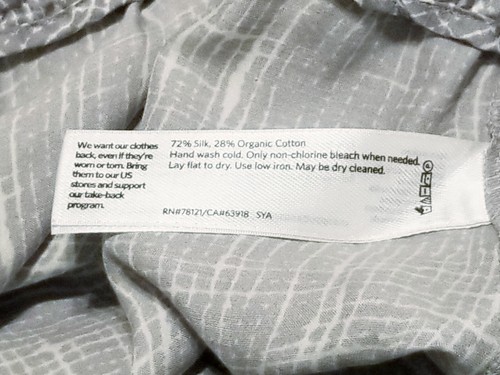 We want our clothes
back, even if they're
worn or torn. Bring
them to our US
stores and support
our take-back
program.
72% Silk, 28% Organic Cotton
Hand wash cold. Only non-chlorine bleach when needed.
Lay flat to dry. Use low iron. May be dry cleaned.
RN#78121/CA#63918 SYA